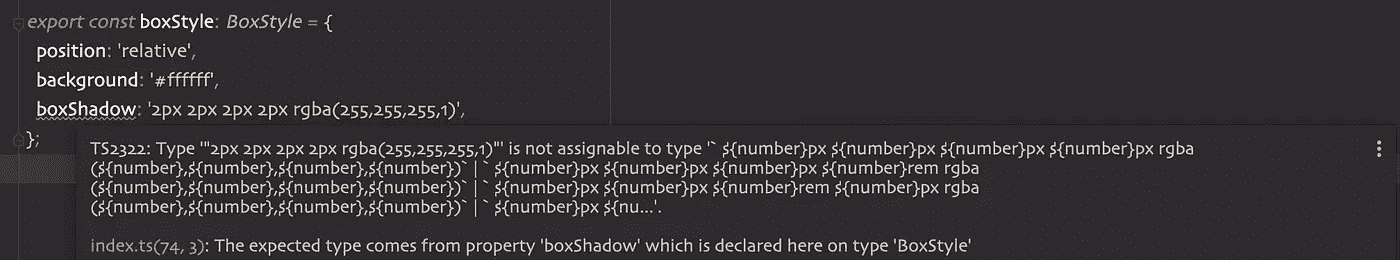 export const boxStyle: BoxStyle = {
position: 'relative',
background: '#ffffff',
boxShadow: '2px 2px 2px 2px rgba(255,255,255,1)',
};
TS2322: Type '"2px 2px 2px 2px rgba(255,255,255,1)"' is not assignable to type '` ${number}px ${number}px ${number}px ${number}px rgba
(${number},${number},${number},${number})` | ` ${number}px ${number}px ${number}px ${number}rem rgba
(${number},${number},${number},${number})` | ` ${number}px ${number}px ${number}rem ${number}px rgba
(${number},${number},${number},${number})` | ` ${number}px ${nu...'.
index.ts(74, 3): The expected type comes from property 'boxShadow' which is declared here on type 'BoxStyle'